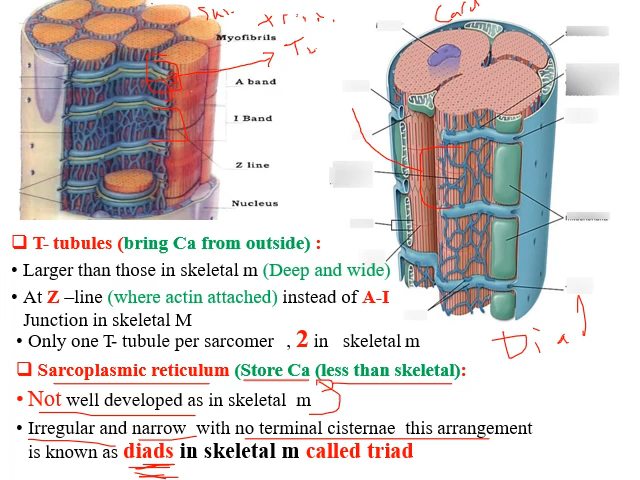 Card
Myofibrils
A band
I Band
Z line
Nucleus
❑ T- tubules (bring Ca from outside) :
• Larger than those in skeletal m (Deep and wide)
• At Z –line (where actin attached) instead of A-I
Junction in skeletal M
• Only one T- tubule per sarcomer , 2 in skeletal m
❑ Sarcoplasmic reticulum (Store Ca (less than skeletal):
• Not well developed as in skeletal m
• Irregular and narrow with no terminal cisternae this arrangement
is known as diads in skeletal m called triad
Diad